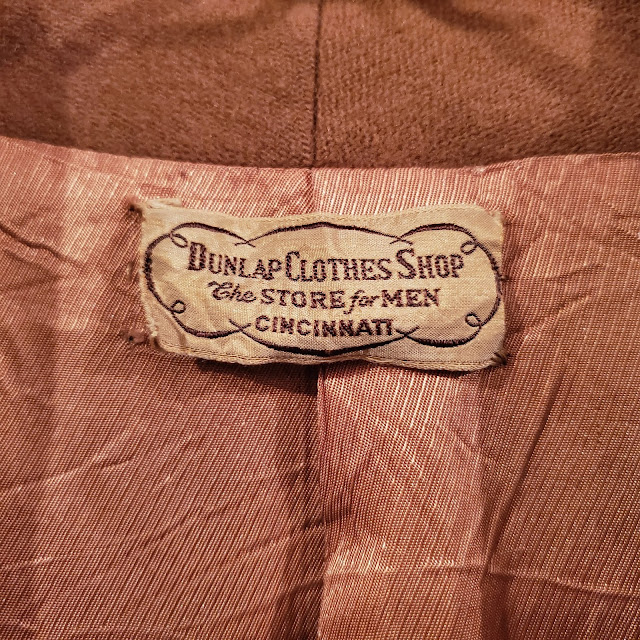 DUNLAP CLOTHES SHOP
The STORE for MEN
CINCINNATI